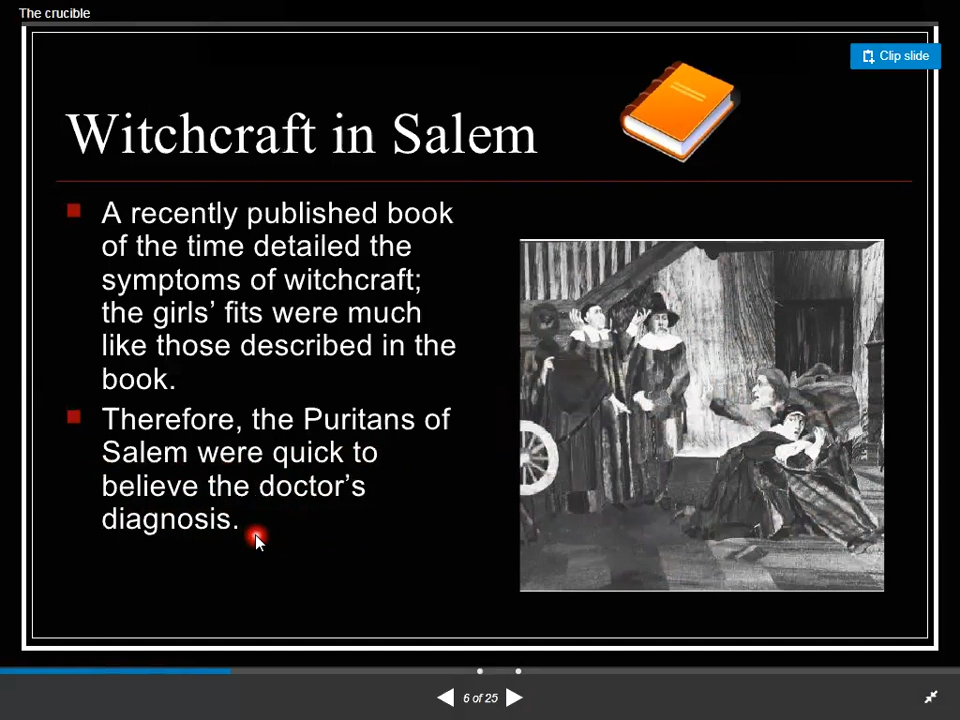 The crucible
Clip slide
Witchcraft in Salem
A recently published book
of the time detailed the
symptoms of witchcraft;
the girls’ fits were much
like those described in the
book.
Therefore, the Puritans of
Salem were quick to
believe the doctor’s
diagnosis.
6 of 25